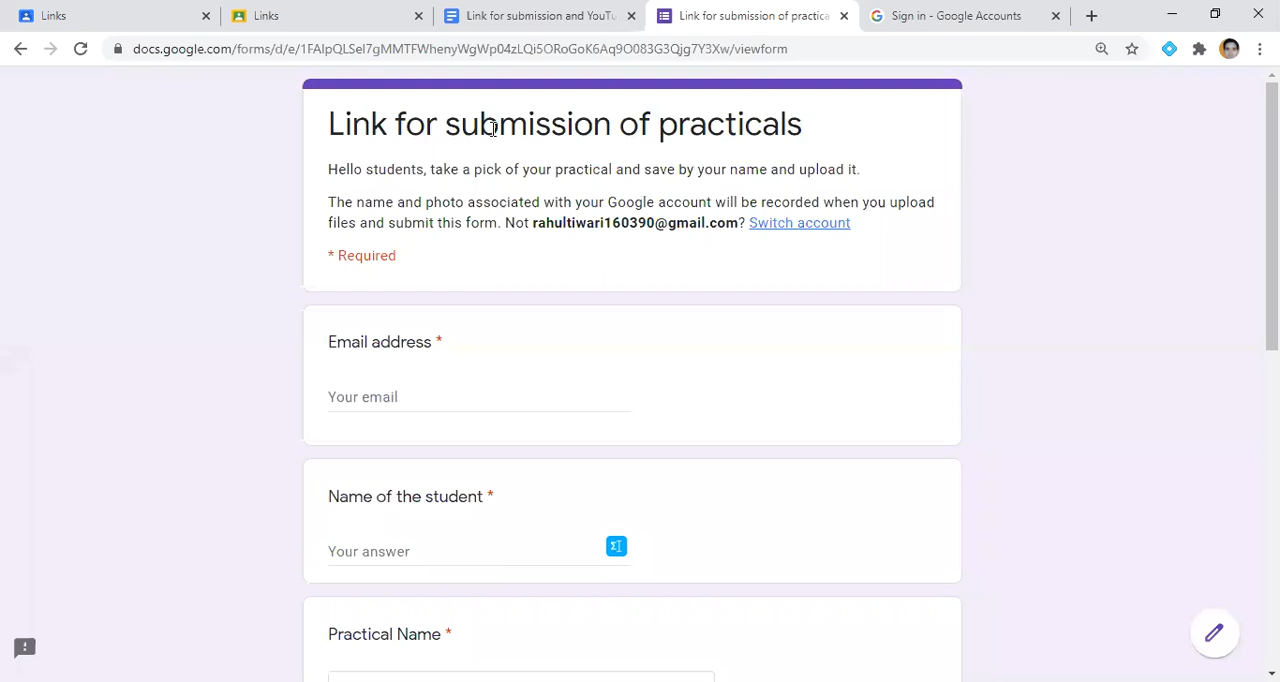 Links
Links
Link for submission and YouTu
Link for submission of practica
Sign in - Google Accounts
docs.google.com/forms/d/e/1FAIpQLSel7gMMTFWhenyWgWp04zLQi5ORoGoK6Aq9O083G3Qjg7Y3Xw/viewform
Link for submission of practicals
Hello students, take a pick of your practical and save by your name and upload it.
The name and photo associated with your Google account will be recorded when you upload
files and submit this form. Not rahultiwari160390@gmail.com? Switch account
* Required
Email address *
Your email
Name of the student *
Your answer
Practical Name *